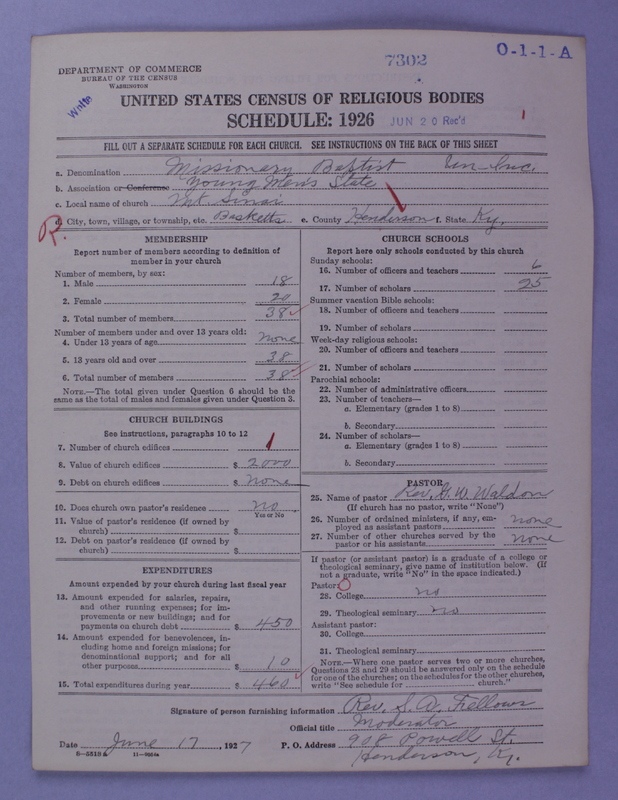 7302
O-1-1-A
DEPARTMENT OF COMMERCE
BUREAU OF THE CENSUS
WASHINGTON
UNITED STATES CENSUS OF RELIGIOUS BODIES
SCHEDULE: 1926 JUN 20 Rec'd
FILL OUT A SEPARATE SCHEDULE FOR EACH CHURCH. SEE INSTRUCTIONS ON THE BACK OF THIS SHEET
a. Denomination Missionary Baptist Un-Inc.
b. Association or Conference Young Men's State
c. Local name of church Mt Sinai
d. City, town, village, or township, etc. Basketts e. County Henderson f. State Ky.
R.
MEMBERSHIP
Report number of members according to definition of
member in your church
Number of members, by sex:
1. Male 18
2. Female 20
3. Total number of members 38
Number of members under and over 13 years old:
4. Under 13 years of age none
5. 13 years old and over 38
6. Total number of members 38
NOTE.—The total given under Question 6 should be the
same as the total of males and females given under Question 3.
CHURCH BUILDINGS
See instructions, paragraphs 10 to 12
7. Number of church edifices 1
8. Value of church edifices $ 2000
9. Debt on church edifices $ none
10. Does church own pastor's residence no
Yes or No
11. Value of pastor's residence (if owned by
church) $
12. Debt on pastor's residence (if owned by
church) $
EXPENDITURES
Amount expended by your church during last fiscal year
13. Amount expended for salaries, repairs,
and other running expenses; for im-
provements or new buildings; and for
payments on church debt $ 450
14. Amount expended for benevolences, in-
cluding home and foreign missions; for
denominational support; and for all
other purposes $ 10
15. Total expenditures during year $ 460
CHURCH SCHOOLS
Report here only schools conducted by this church
Sunday schools:
16. Number of officers and teachers 6
17. Number of scholars 25
Summer vacation Bible schools:
18. Number of officers and teachers
19. Number of scholars
Week-day religious schools:
20. Number of officers and teachers
21. Number of scholars
Parochial schools:
22. Number of administrative officers
23. Number of teachers—
a. Elementary (grades 1 to 8)
b. Secondary
24. Number of scholars—
a. Elementary (grades 1 to 8)
b. Secondary
PASTOR
25. Name of pastor Rev. G. W. Waldon
(If church has no pastor, write "None")
26. Number of ordained ministers, if any, em-
ployed as assistant pastors none
27. Number of other churches served by the
pastor or his assistants none
If pastor (or assistant pastor) is a graduate of a college or
theological seminary, give name of institution below. (If
not a graduate, write "No" in the space indicated.)
Pastor: 0
28. College no
29. Theological seminary no
Assistant pastor:
30. College
31. Theological seminary
NOTE.—Where one pastor serves two or more churches,
Questions 28 and 29 should be answered only on the schedule
for one of the churches; on the schedules for the other churches,
write "See schedule for church."
Signature of person furnishing information Rev. S. D. Fellows
Official title Moderator
Date June 17, 1927 P. O. Address 908 Powell St.
Henderson, Ky.